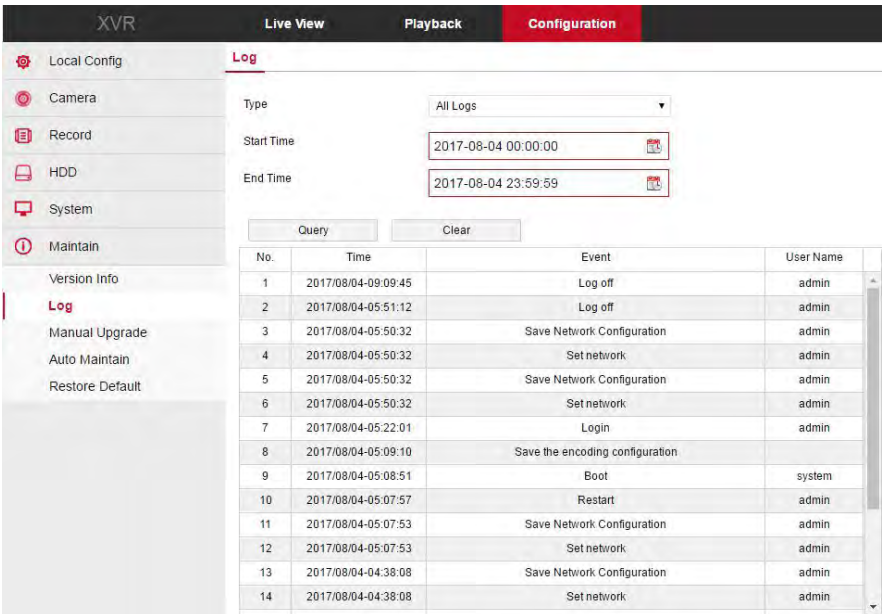 XVR Live View Playback Configuration
Local Config
Camera
Record
HDD
System
Maintain
Version Info
Log
Manual Upgrade
Auto Maintain
Restore Default
Log
Type All Logs
Start Time 2017-08-04 00:00:00
End Time 2017-08-04 23:59:59
Query Clear
No. Time Event User Name
1 2017/08/04-09:09:45 Log off admin
2 2017/08/04-05:51:12 Log off admin
3 2017/08/04-05:50:32 Save Network Configuration admin
4 2017/08/04-05:50:32 Set network admin
5 2017/08/04-05:50:32 Save Network Configuration admin
6 2017/08/04-05:50:32 Set network admin
7 2017/08/04-05:22:01 Login admin
8 2017/08/04-05:09:10 Save the encoding configuration
9 2017/08/04-05:08:51 Boot system
10 2017/08/04-05:07:57 Restart admin
11 2017/08/04-05:07:53 Save Network Configuration admin
12 2017/08/04-05:07:53 Set network admin
13 2017/08/04-04:38:08 Save Network Configuration admin
14 2017/08/04-04:38:08 Set network admin